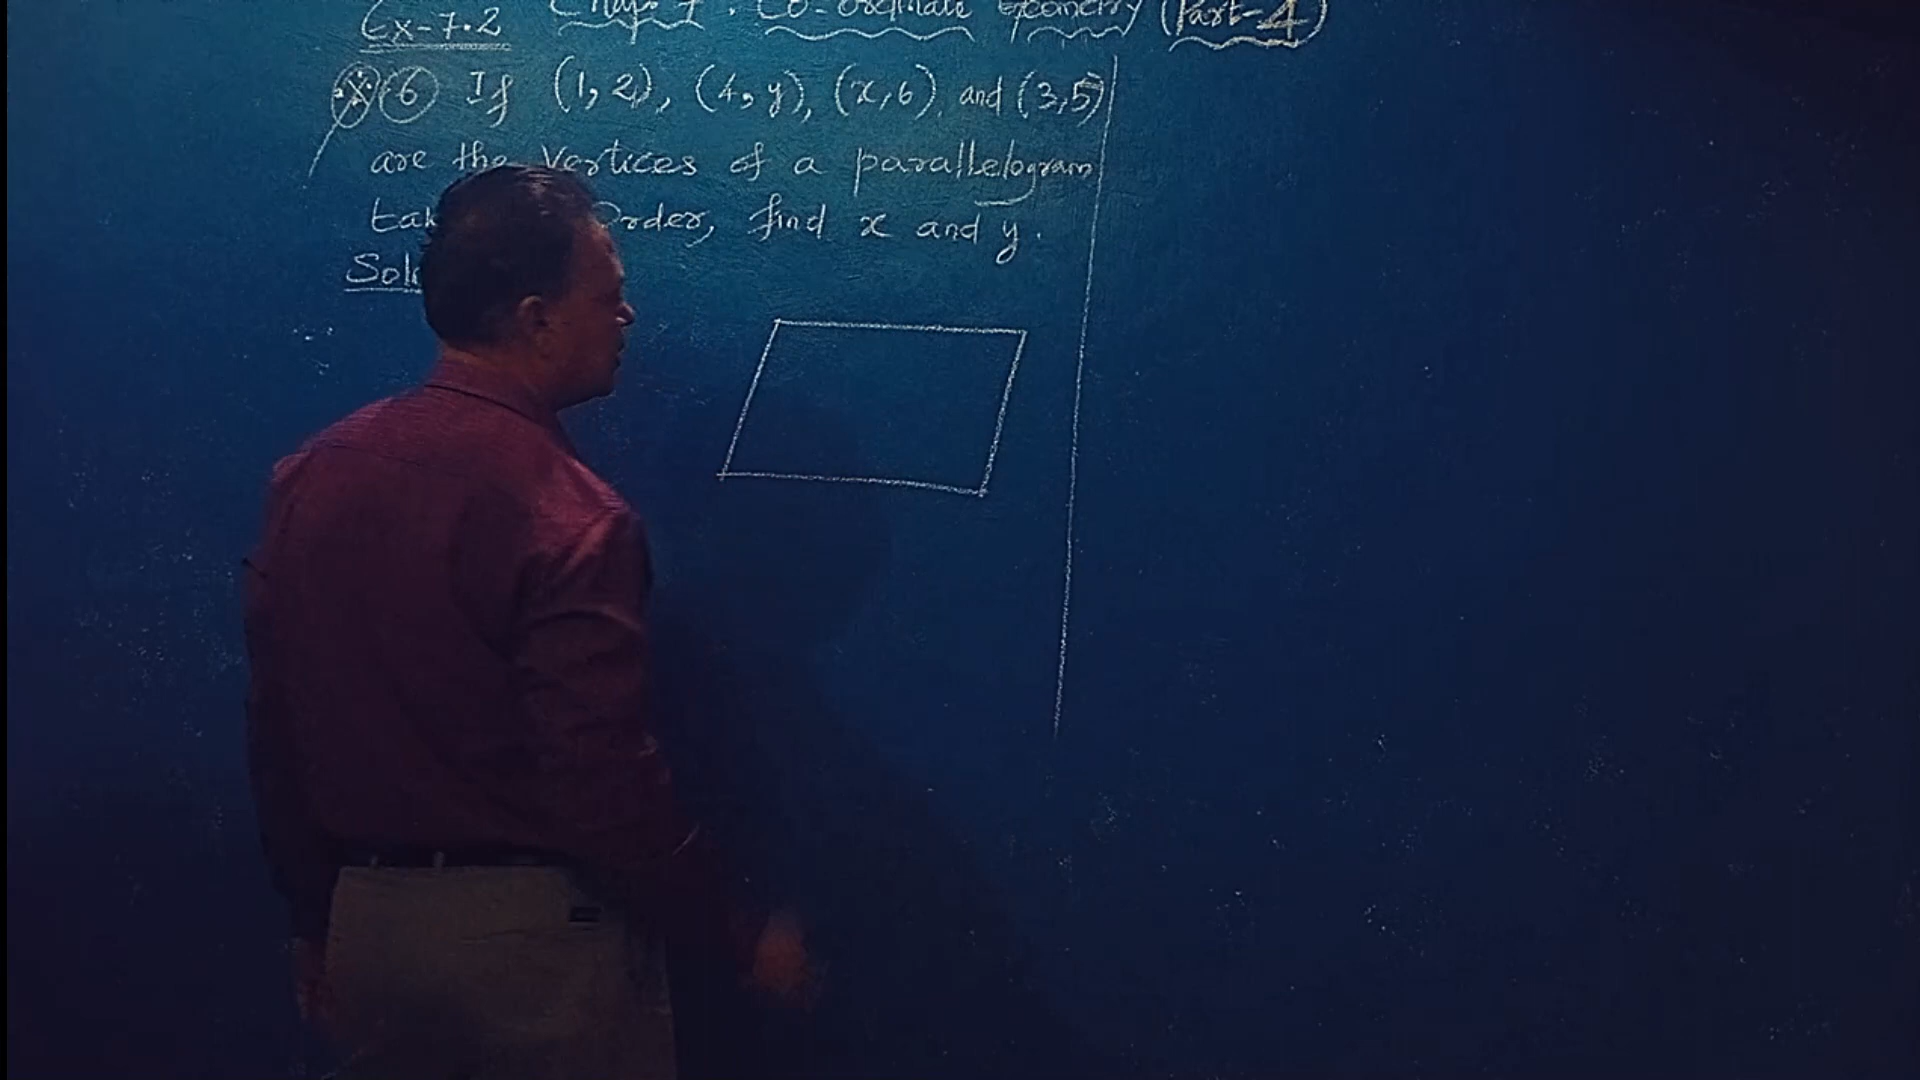 Ex-7.2 Chap. 7. Co-ordinate Geometry (Part-4)
6 If (1,2), (4,y), (x,6) and (3,5)
are the vertices of a parallelogram
find x and y.